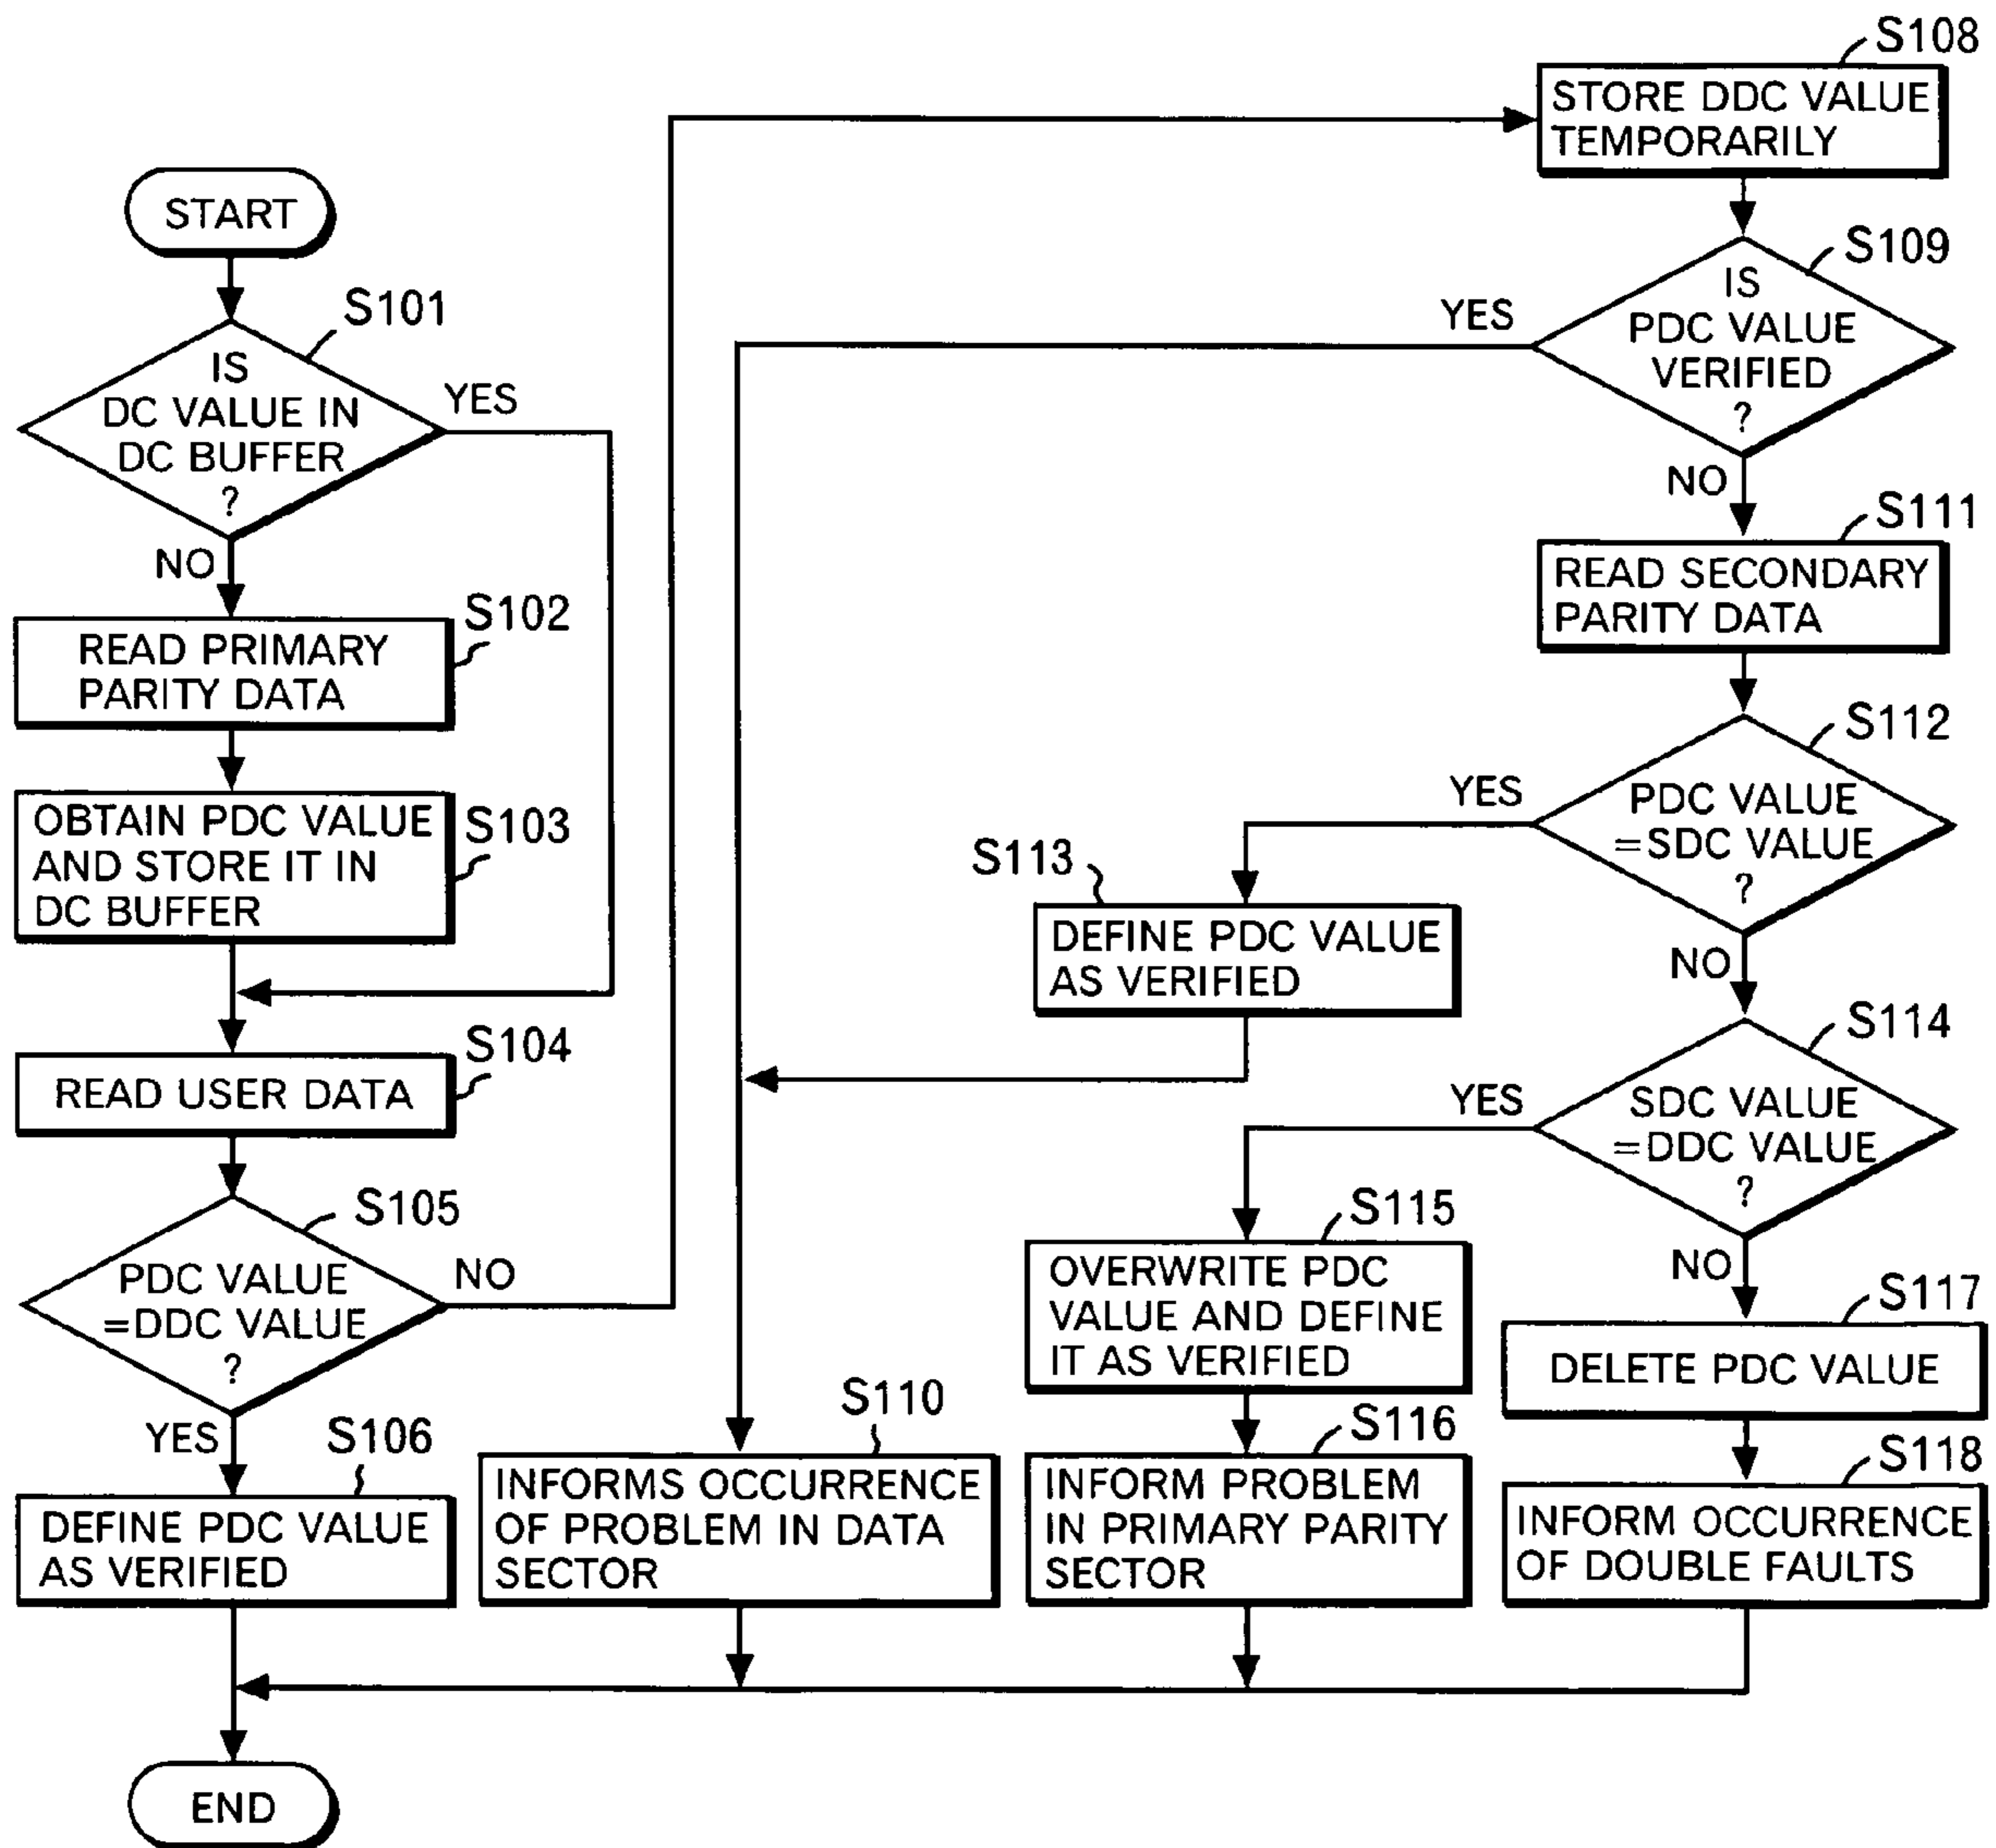 START
S101
IS
DC VALUE IN
DC BUFFER
?
YES
NO
S102
READ PRIMARY
PARITY DATA
S103
OBTAIN PDC VALUE
AND STORE IT IN
DC BUFFER
S104
READ USER DATA
S105
PDC VALUE
=DDC VALUE
?
NO
YES
S106
DEFINE PDC VALUE
AS VERIFIED
END
S108
STORE DDC VALUE
TEMPORARILY
S109
IS
PDC VALUE
VERIFIED
?
YES
NO
S110
INFORMS OCCURRENCE
OF PROBLEM IN DATA
SECTOR
S111
READ SECONDARY
PARITY DATA
S112
PDC VALUE
=SDC VALUE
?
YES
NO
S113
DEFINE PDC VALUE
AS VERIFIED
S114
SDC VALUE
=DDC VALUE
?
YES
NO
S115
OVERWRITE PDC
VALUE AND DEFINE
IT AS VERIFIED
S116
INFORM PROBLEM
IN PRIMARY PARITY
SECTOR
S117
DELETE PDC VALUE
S118
INFORM OCCURRENCE
OF DOUBLE FAULTS